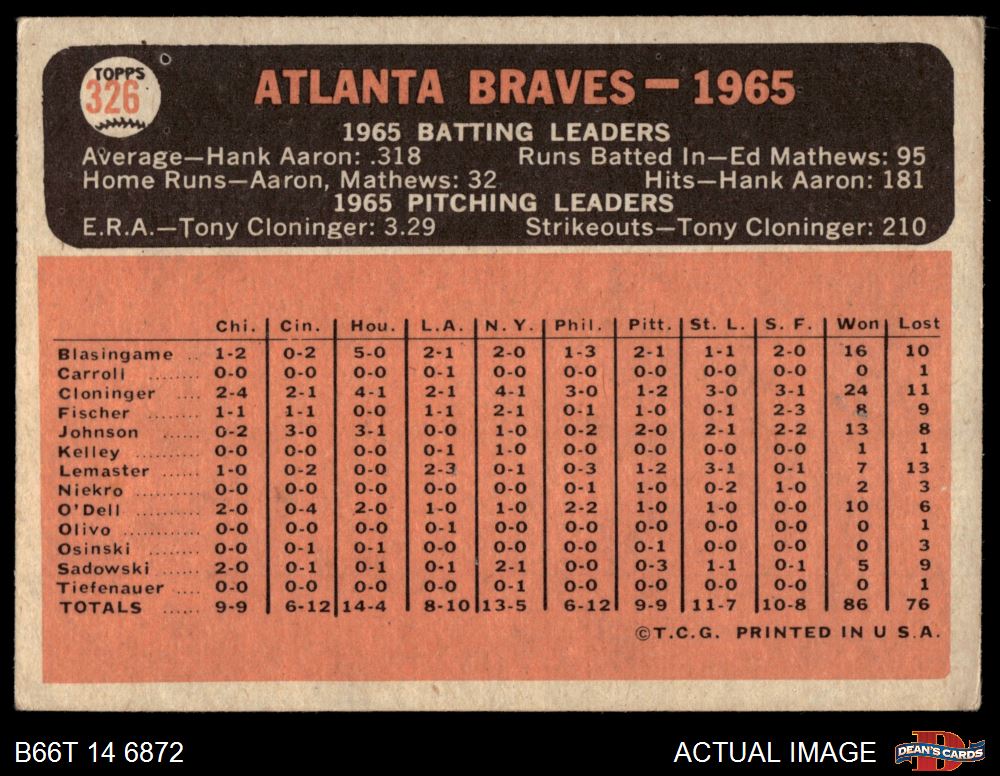 TOPPS
326
ATLANTA BRAVES—1965
1965 BATTING LEADERS
Average—Hank Aaron: .318 Runs Batted In—Ed Mathews: 95
Home Runs—Aaron, Mathews: 32 Hits—Hank Aaron: 181
1965 PITCHING LEADERS
E.R.A.—Tony Cloninger: 3.29 Strikeouts—Tony Cloninger: 210
Chi. Cin. Hou. L.A. N.Y. Phil. Pitt. St. L. S. F. Won Lost
Blasingame .. 1-2 0-2 5-0 2-1 2-0 1-3 2-1 1-1 2-0 16 10
Carroll ........ 0-0 0-0 0-0 0-1 0-0 0-0 0-0 0-0 0-0 0 1
Cloninger .... 2-4 2-1 4-1 2-1 4-1 3-0 1-2 3-0 3-1 24 11
Fischer ........ 1-1 1-1 0-0 1-1 2-1 0-1 1-0 0-1 2-3 8 9
Johnson ...... 0-2 3-0 3-1 0-0 1-0 0-2 2-0 2-1 2-2 13 8
Kelley ......... 0-0 0-0 0-0 0-1 1-0 0-0 0-0 0-0 0-0 1 1
Lemaster ...... 1-0 0-2 0-0 2-3 0-1 0-3 1-2 3-1 0-1 7 13
Niekro .......... 0-0 0-0 0-0 0-0 0-0 0-1 1-0 0-2 1-0 2 3
O'Dell .......... 2-0 0-4 2-0 1-0 1-0 2-2 1-0 1-0 0-0 10 6
Olivo ........... 0-0 0-0 0-0 0-1 0-0 0-0 0-0 0-0 0-0 0 1
Osinski ........ 0-0 0-1 0-1 0-0 0-0 0-0 0-1 0-0 0-0 0 3
Sadowski ...... 2-0 0-1 0-1 0-1 2-1 0-0 0-3 1-1 0-1 5 9
Tiefenauer .... 0-0 0-0 0-0 0-0 0-1 0-0 0-0 0-0 0-0 0 1
TOTALS ...... 9-9 6-12 14-4 8-10 13-5 6-12 9-9 11-7 10-8 86 76
©T.C.G. PRINTED IN U S.A.
B66T 14 6872 ACTUAL IMAGE DEAN'S CARDS